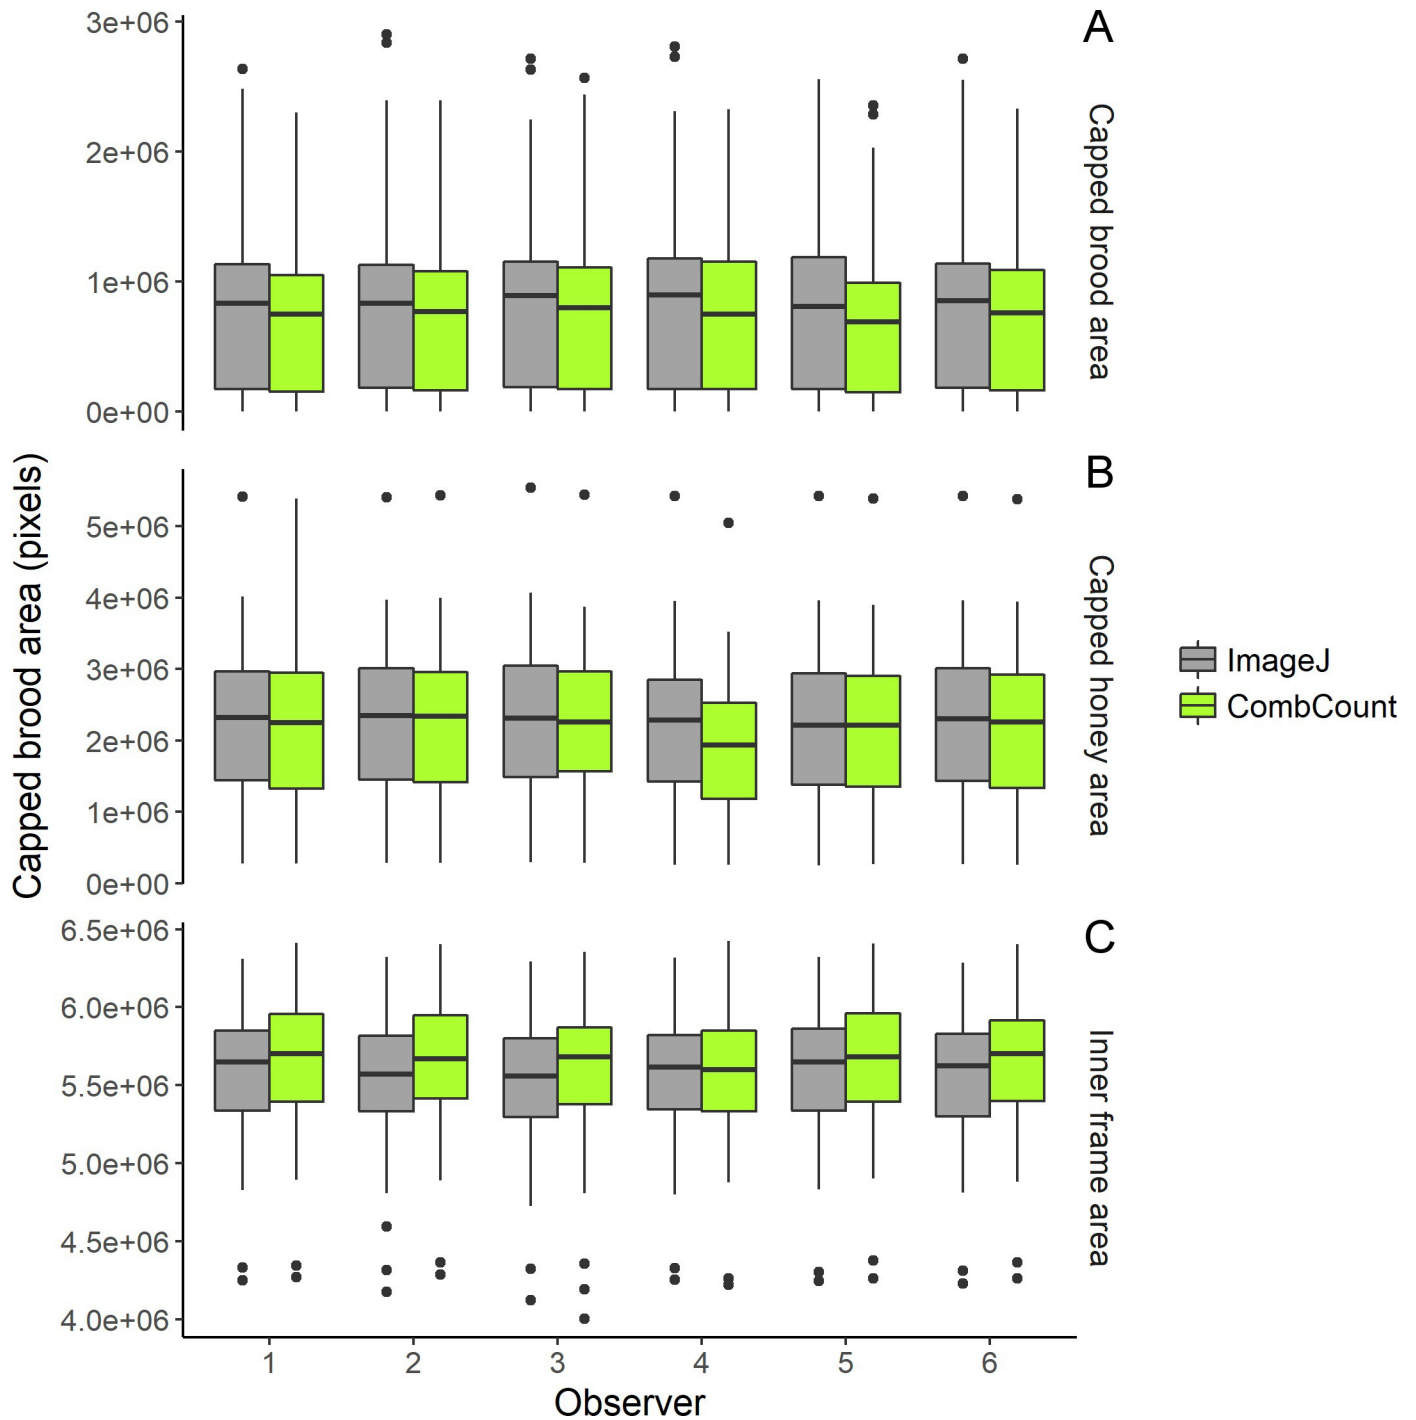 A
3e+06
2e+06
1e+06
0e+00
Capped brood area
B
5e+06
4e+06
3e+06
2e+06
1e+06
0e+00
Capped honey area
C
6.5e+06
6.0e+06
5.5e+06
5.0e+06
4.5e+06
4.0e+06
Inner frame area
Capped brood area (pixels)
1 2 3 4 5 6
Observer
ImageJ
CombCount